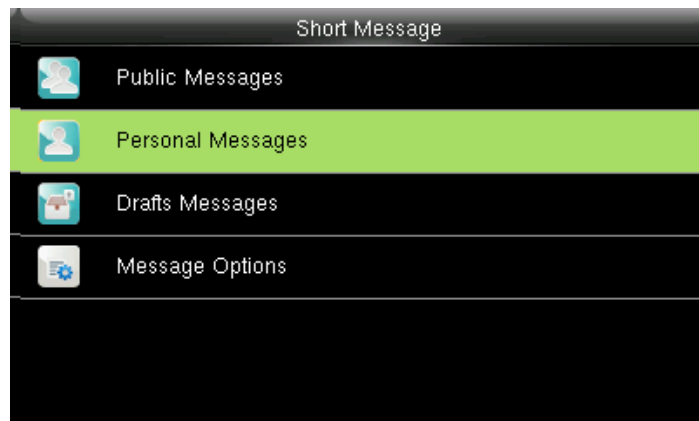 Short Message
Public Messages
Personal Messages
Drafts Messages
Message Options